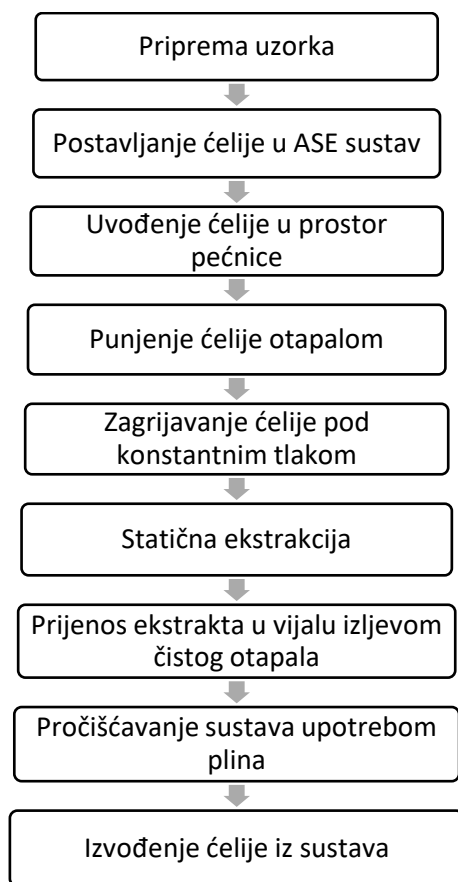 Priprema uzorka
Postavljanje ćelije u ASE sustav
Uvođenje ćelije u prostor
pećnice
Punjenje ćelije otapalom
Zagrijavanje ćelije pod
konstantnim tlakom
Statična ekstrakcija
Prijenos ekstrakta u vijalu izljevom
čistog otapala
Pročišćavanje sustava upotrebom
plina
Izvođenje ćelije iz sustava